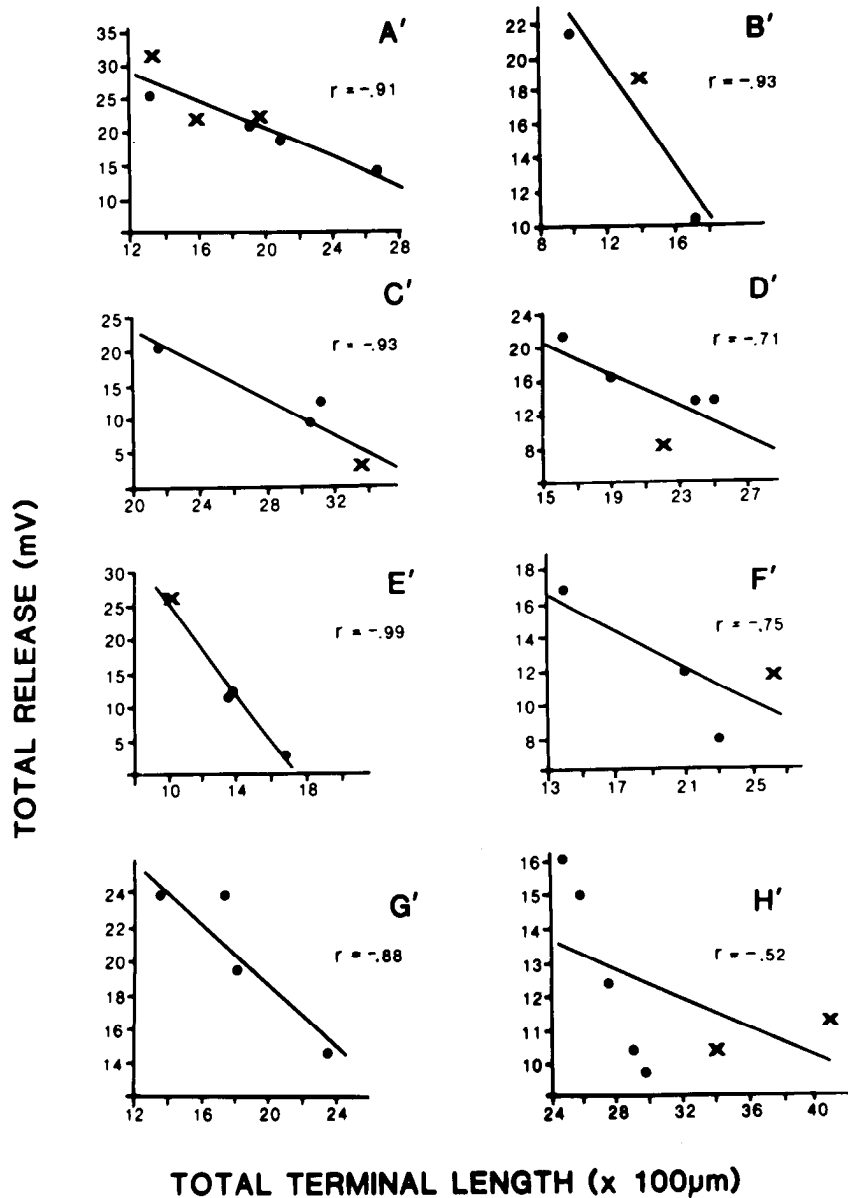 A′
r = -.91
35
30
25
20
15
10
12 16 20 24 28
B′
r = -.93
22
20
18
16
14
12
10
8 12 16
C′
r = -.93
25
20
15
10
5
20 24 28 32
D′
r = -.71
24
20
16
12
8
15 19 23 27
E′
r = -.99
30
25
20
15
10
5
10 14 18
F′
r = -.75
18
16
14
12
10
8
13 17 21 25
G′
r = -.88
24
22
20
18
16
14
12 16 20 24
H′
r = -.52
16
15
14
13
12
11
10
24 28 32 36 40
TOTAL RELEASE (mV)
TOTAL TERMINAL LENGTH (x 100µm)